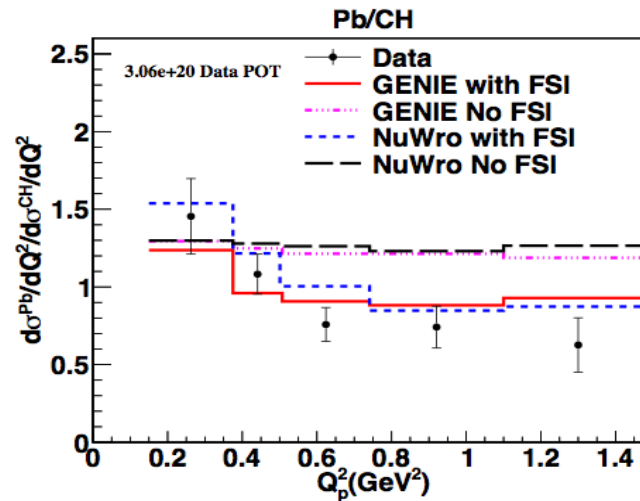 Pb/CH
2.5
2
1.5
1
0.5
0
3.06e+20 Data POT
Data
GENIE with FSI
GENIE No FSI
NuWro with FSI
NuWro No FSI
dσ^Pb/dQ²/dσ^CH/dQ²
0 0.2 0.4 0.6 0.8 1 1.2 1.4
Q²_p(GeV²)